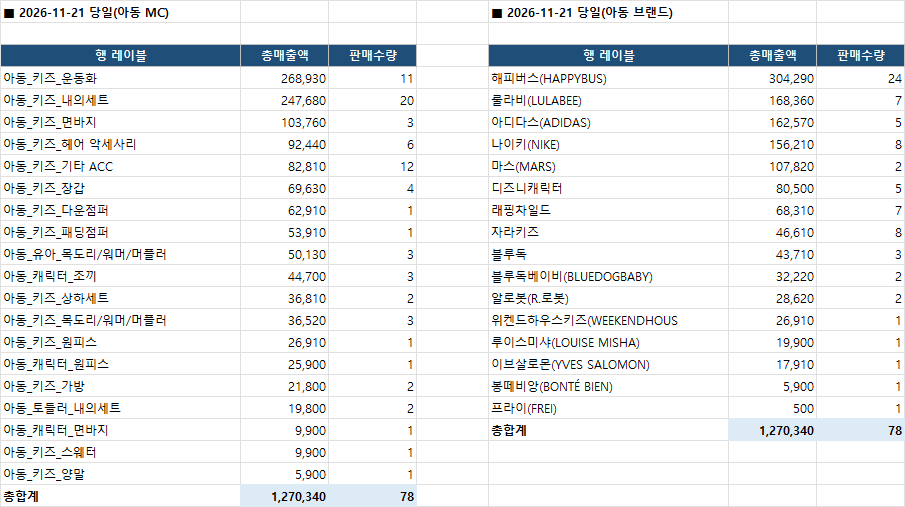 ■ 2026-11-21 당일(아동 MC)
행 레이블 총매출액 판매수량
아동_키즈_운동화 268,930 11
아동_키즈_내의세트 247,680 20
아동_키즈_면바지 103,760 3
아동_키즈_헤어 악세사리 92,440 6
아동_키즈_기타 ACC 82,810 12
아동_키즈_장갑 69,630 4
아동_키즈_다운점퍼 62,910 1
아동_키즈_패딩점퍼 53,910 1
아동_유아_목도리/워머/머플러 50,130 3
아동_캐릭터_조끼 44,700 3
아동_키즈_상하세트 36,810 2
아동_키즈_목도리/워머/머플러 36,520 3
아동_키즈_원피스 26,910 1
아동_캐릭터_원피스 25,900 1
아동_키즈_가방 21,800 2
아동_토들러_내의세트 19,800 2
아동_캐릭터_면바지 9,900 1
아동_키즈_스웨터 9,900 1
아동_키즈_양말 5,900 1
총합계 1,270,340 78
■ 2026-11-21 당일(아동 브랜드)
행 레이블 총매출액 판매수량
해피버스(HAPPYBUS) 304,290 24
룰라비(LULABEE) 168,360 7
아디다스(ADIDAS) 162,570 5
나이키(NIKE) 156,210 8
마스(MARS) 107,820 2
디즈니캐릭터 80,500 5
래핑차일드 68,310 7
자라키즈 46,610 8
블루독 43,710 3
블루독베이비(BLUEDOGBABY) 32,220 2
알로봇(R.로봇) 28,620 2
위켄드하우스키즈(WEEKENDHOUS 26,910 1
루이스미샤(LOUISE MISHA) 19,900 1
이브살로몬(YVES SALOMON) 17,910 1
봉떼비앙(BONTÉ BIEN) 5,900 1
프라이(FREI) 500 1
총합계 1,270,340 78